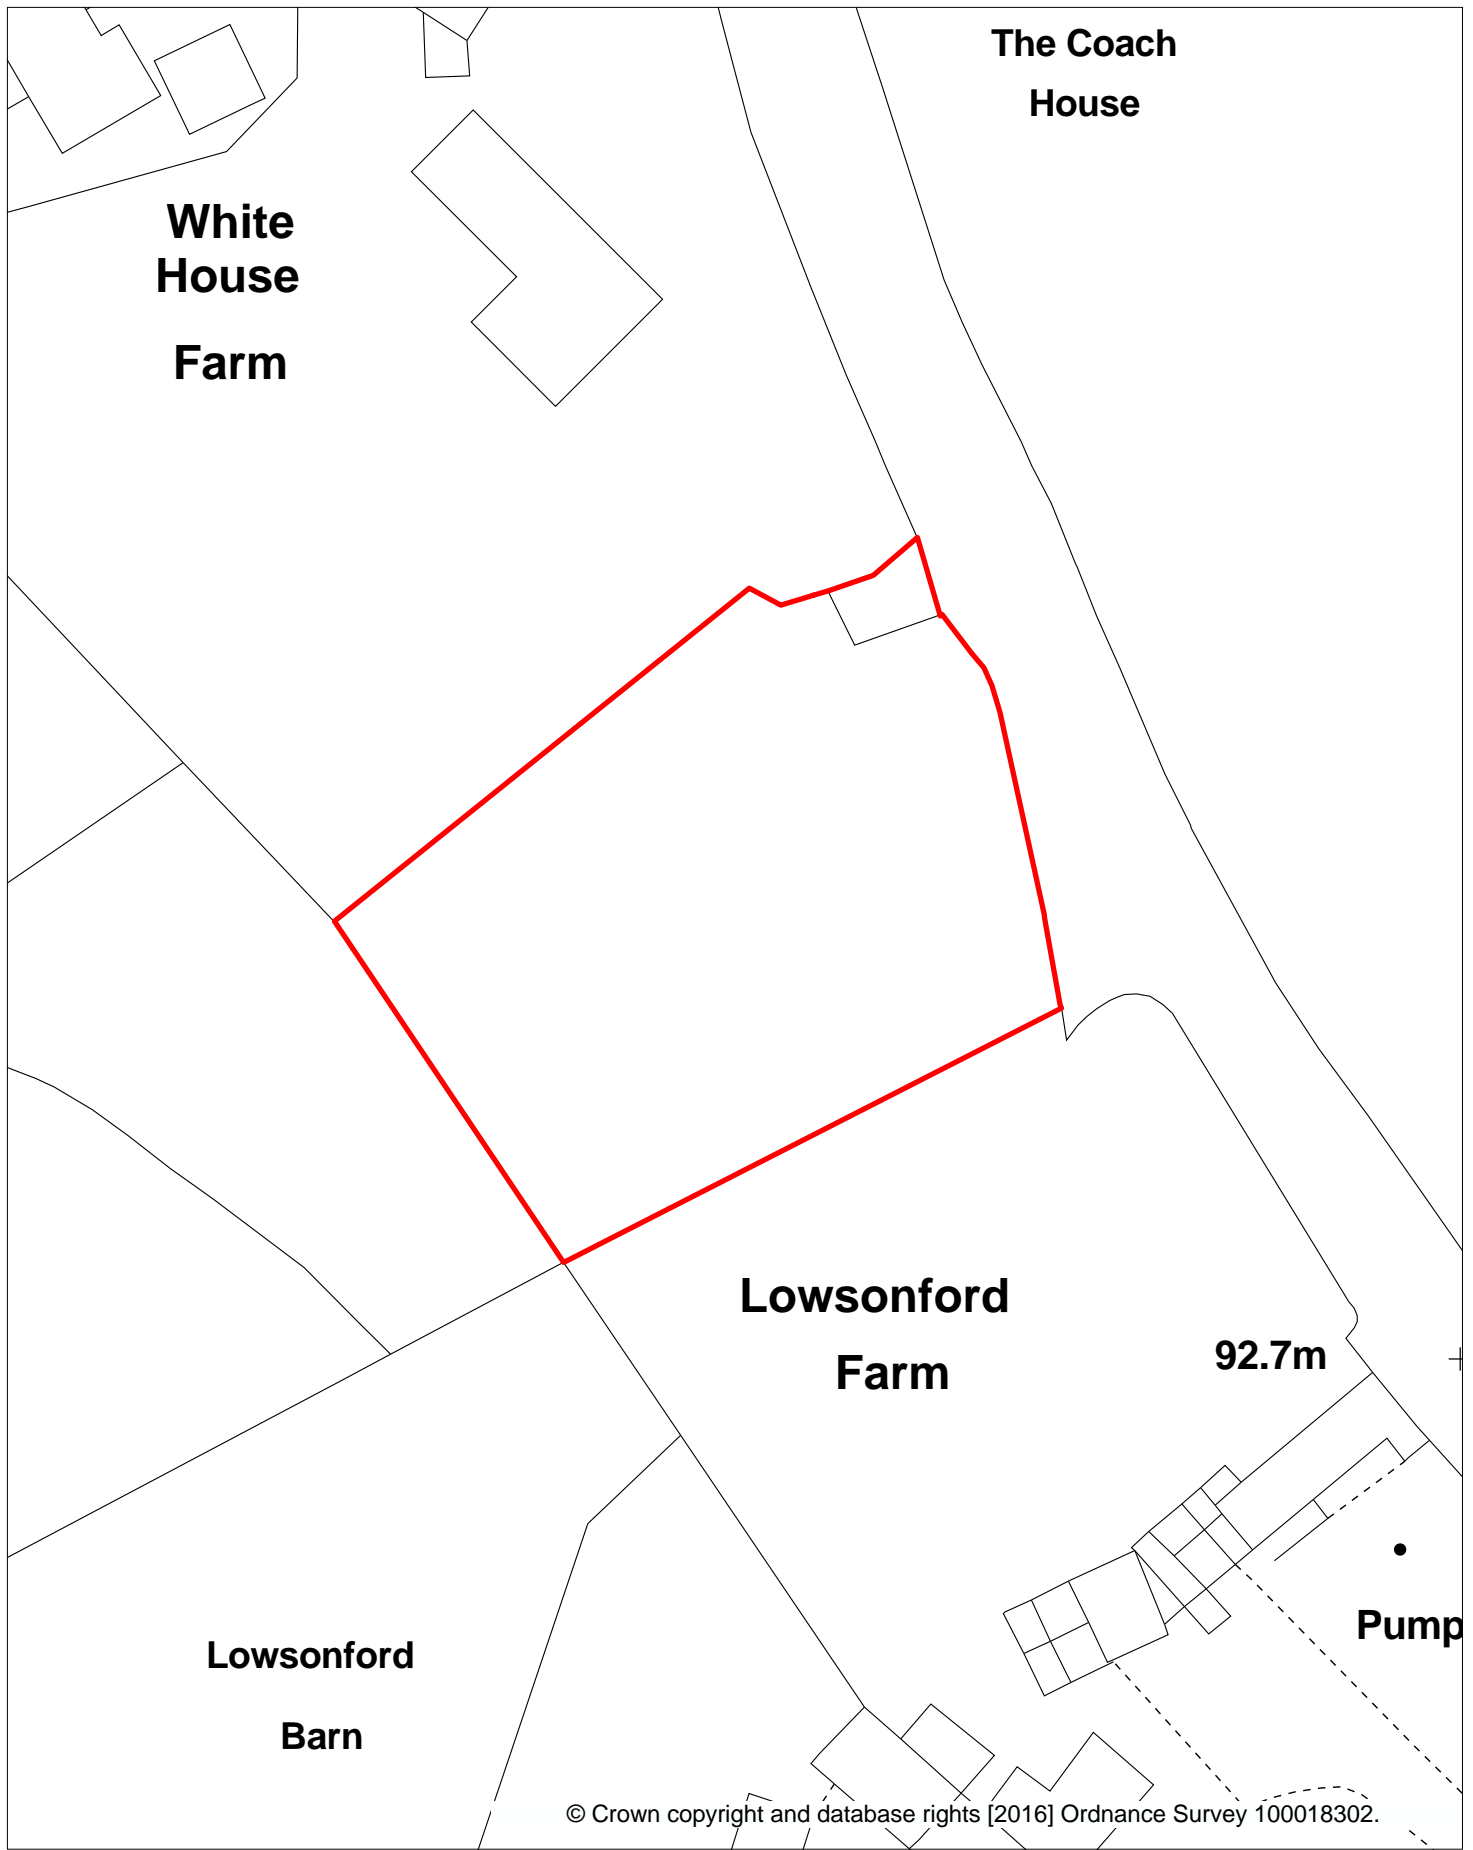 The Coach
House
White
House
Farm
Lowsonford
Farm
92.7m
Pump
Lowsonford
Barn
© Crown copyright and database rights [2016] Ordnance Survey 100018302.